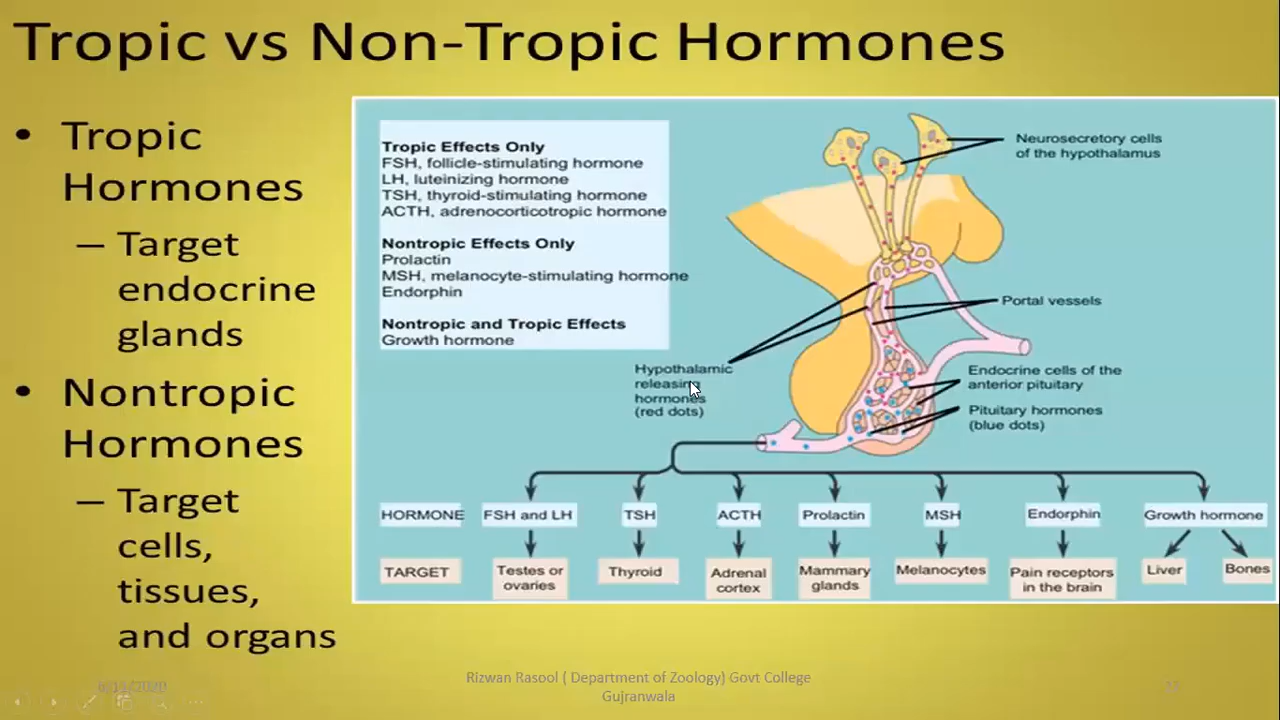 Tropic vs Non-Tropic Hormones
• Tropic
Hormones
– Target
endocrine
glands
• Nontropic
Hormones
– Target
cells,
tissues,
and organs
Tropic Effects Only
FSH, follicle-stimulating hormone
LH, luteinizing hormone
TSH, thyroid-stimulating hormone
ACTH, adrenocorticotropic hormone
Nontropic Effects Only
Prolactin
MSH, melanocyte-stimulating hormone
Endorphin
Nontropic and Tropic Effects
Growth hormone
Neurosecretory cells
of the hypothalamus
Portal vessels
Hypothalamic
releasing
hormones
(red dots)
Endocrine cells of the
anterior pituitary
Pituitary hormones
(blue dots)
HORMONE FSH and LH TSH ACTH Prolactin MSH Endorphin Growth hormone
TARGET
Testes or
ovaries
Thyroid
Adrenal
cortex
Mammary
glands
Melanocytes
Pain receptors
in the brain
Liver
Bones
Rizwan Rasool ( Department of Zoology) Govt College
Gujranwala